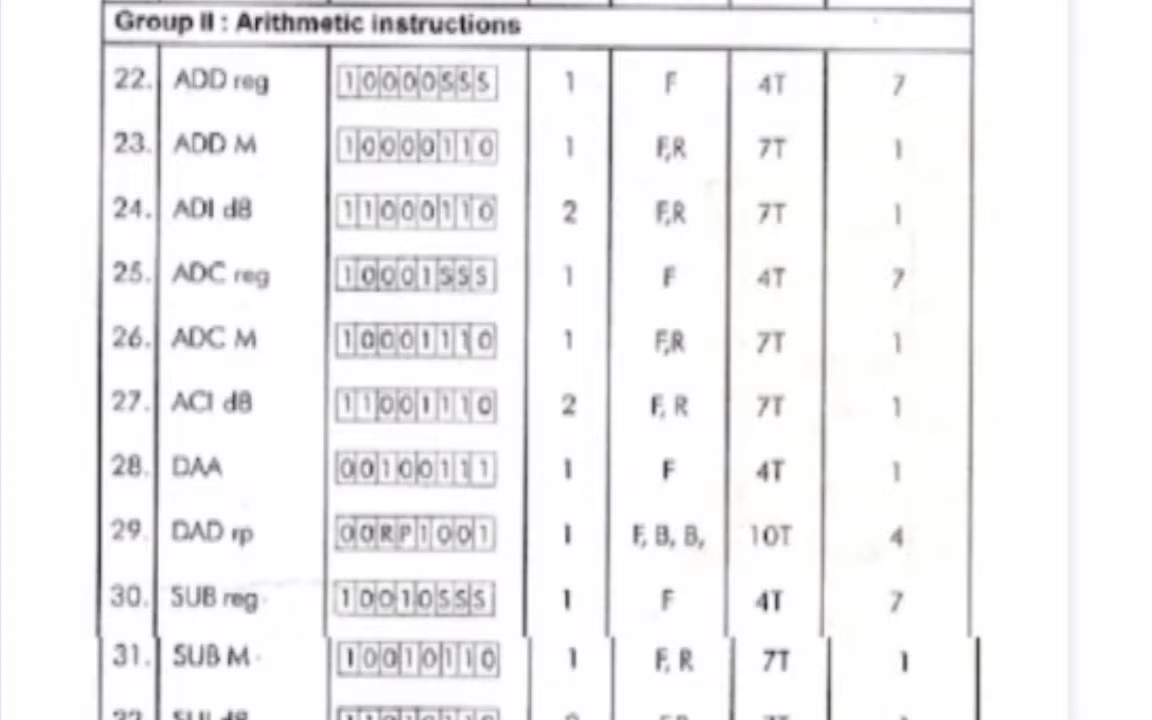 Group II : Arithmetic instructions
22. ADD reg 10000SSS 1 F 4T 7
23. ADD M 10000110 1 F,R 7T 1
24. ADI d8 11000110 2 F,R 7T 1
25. ADC reg 10001SSS 1 F 4T 7
26. ADC M 10001110 1 F,R 7T 1
27. ACI d8 11001110 2 F, R 7T 1
28. DAA 00100111 1 F 4T 1
29. DAD rp 00RP1001 1 F, B, B, 10T 4
30. SUB reg 10010SSS 1 F 4T 7
31. SUB M 10010110 1 F, R 7T 1